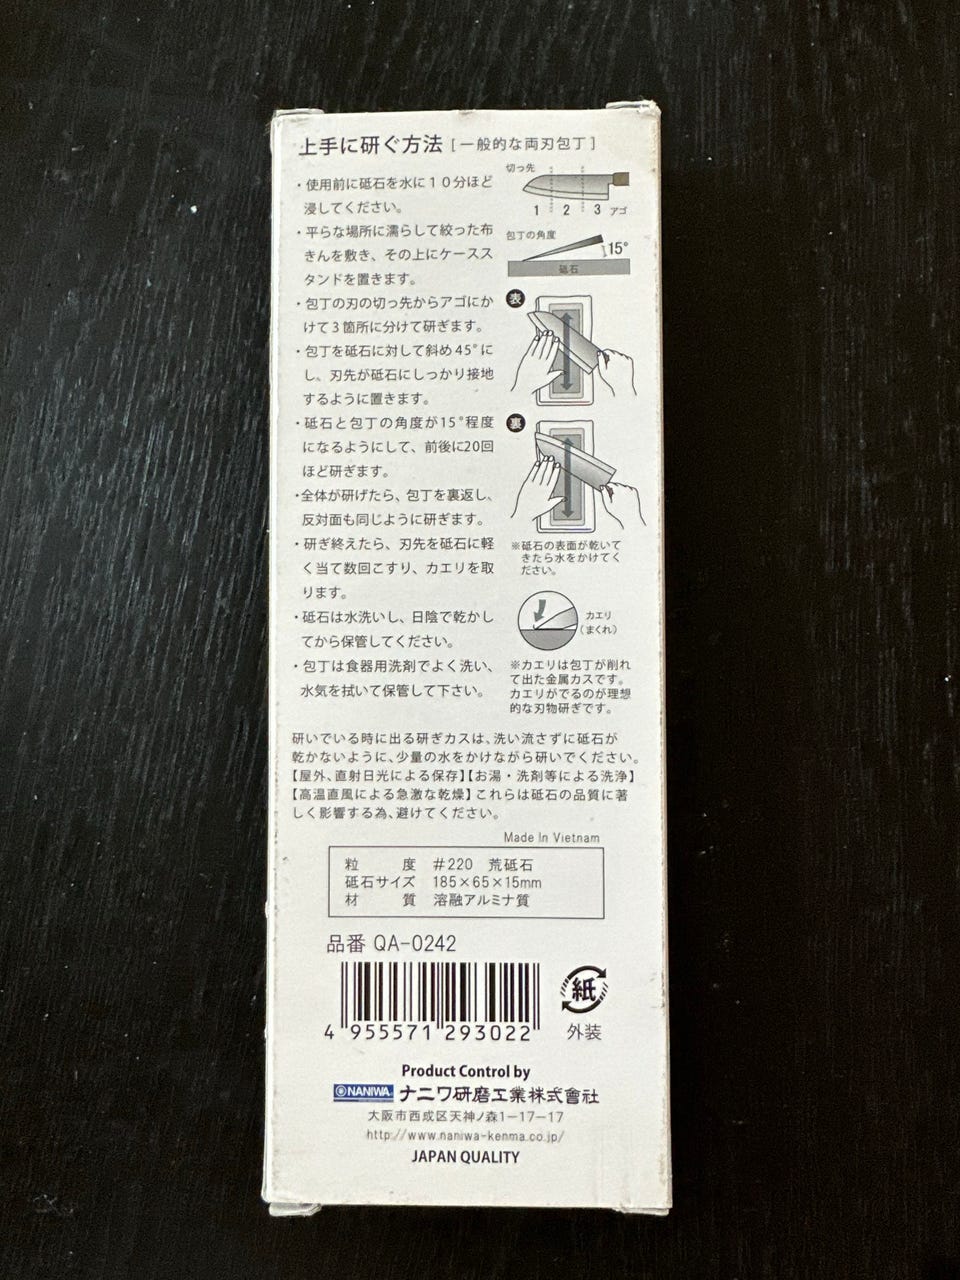 上手に研ぐ方法 [一般的な両刃包丁]
・使用前に砥石を水に10分ほど
浸してください。
・平らな場所に濡らして絞った布
きんを敷き、その上にケースス
タンドを置きます。
・包丁の刃の切っ先からアゴにか
けて3箇所に分けて研ぎます。
・包丁を砥石に対して斜め45°に
し、刃先が砥石にしっかり接地
するように置きます。
・砥石と包丁の角度が15°程度
になるようにして、前後に20回
ほど研ぎます。
・全体が研げたら、包丁を裏返し、
反対面も同じように研ぎます。
・研ぎ終えたら、刃先を砥石に軽
く当て数回こすり、カエリを取
ります。
・砥石は水洗いし、日陰で乾かし
てから保管してください。
・包丁は食器用洗剤でよく洗い、
水気を拭いて保管して下さい。
切っ先
1 2 3 アゴ
包丁の角度
15°
砥石
表
裏
※砥石の表面が乾いて
きたら水をかけてく
ださい。
カエリ
(まくれ)
※カエリは包丁が削れ
て出た金属カスです。
カエリがでるのが理想
的な刃物研ぎです。
研いでいる時に出る研ぎカスは、洗い流さずに砥石が
乾かないように、少量の水をかけながら研いでください。
【屋外、直射日光による保存】【お湯・洗剤等による洗浄】
【高温直風による急激な乾燥】これらは砥石の品質に著
しく影響する為、避けてください。
Made In Vietnam
粒 度 #220 荒砥石
砥石サイズ 185×65×15mm
材 質 溶融アルミナ質
品番 QA-0242
4 955571 293022
紙
外装
Product Control by
NANIWA ナニワ研磨工業株式會社
大阪市西成区天神ノ森1-17-17
http://www.naniwa-kenma.co.jp/
JAPAN QUALITY